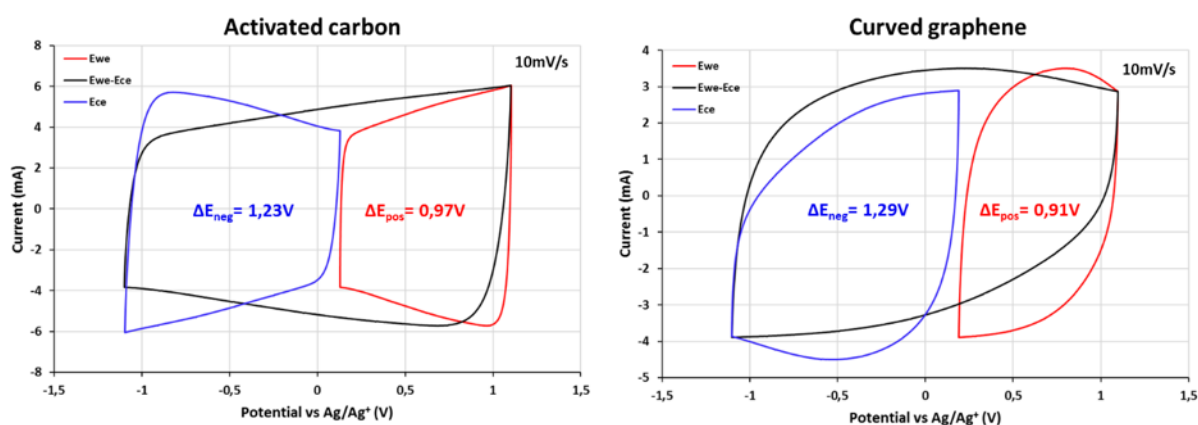 Activated carbon
8
6
4
2
0
-2
-4
-6
-8
Current (mA)
Ewe
Ewe-Ece
Ece
10mV/s
ΔEneg= 1,23V
ΔEpos= 0,97V
-1,5
-1
-0,5
0
0,5
1
1,5
Potential vs Ag/Ag⁺ (V)
Curved graphene
4
3
2
1
0
-1
-2
-3
-4
-5
Current (mA)
Ewe
Ewe-Ece
Ece
10mV/s
ΔEneg= 1,29V
ΔEpos= 0,91V
-1,5
-1
-0,5
0
0,5
1
1,5
Potential vs Ag/Ag⁺ (V)